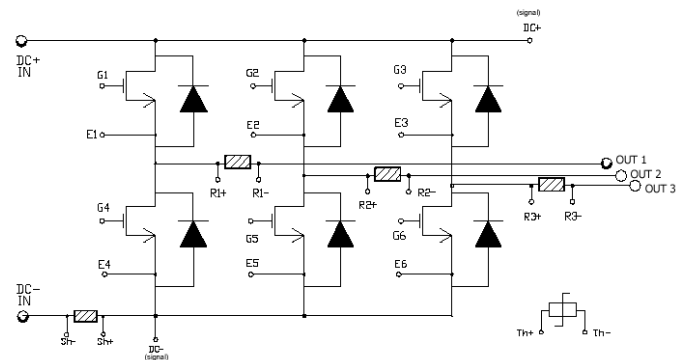 (signal)
DC+
DC+
IN
G1
G2
G3
E1
E2
E3
OUT 1
OUT 2
OUT 3
R1+
R1-
R2+
R2-
R3+
R3-
G4
G5
G6
E4
E5
E6
DC-
IN
Sh-
Sh+
DC-
(signal)
Th+
Th-